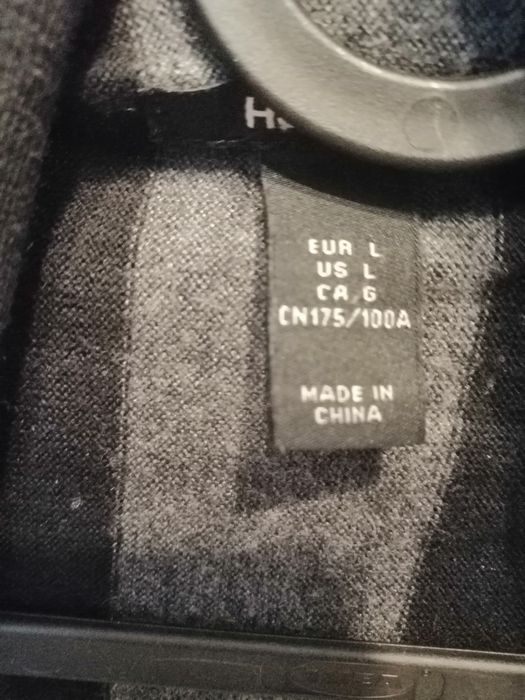 EUR L
US L
CA G
CN175/100A
MADE IN
CHINA